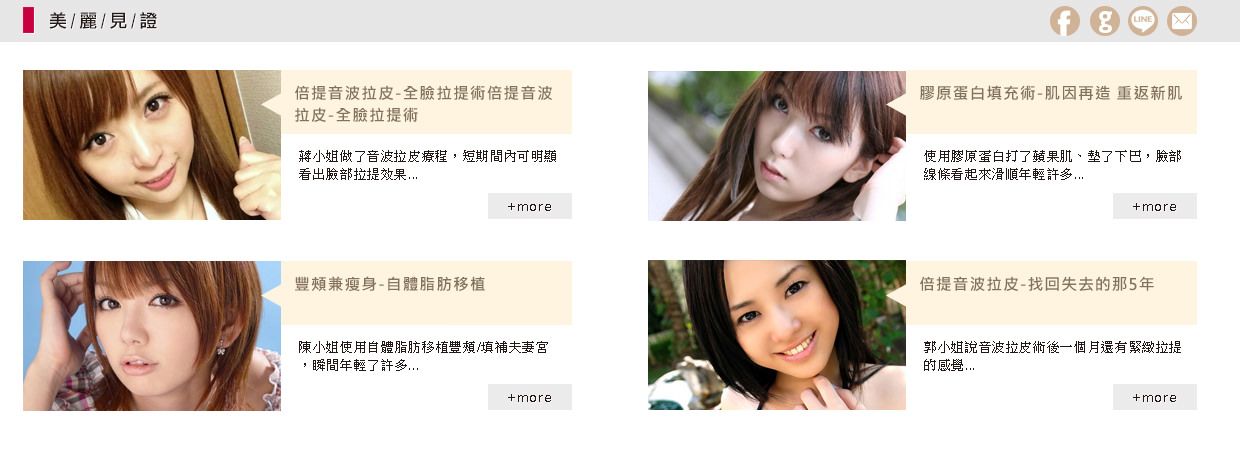 美/麗/見/證
LINE
倍提音波拉皮-全臉拉提術倍提音波
拉皮-全臉拉提術
蔣小姐做了音波拉皮療程，短期間內可明顯
看出臉部拉提效果...
+more
膠原蛋白填充術-肌因再造 重返新肌
使用膠原蛋白打了蘋果肌、墊了下巴，臉部
線條看起來滑順年輕許多...
+more
豐頰兼瘦身-自體脂肪移植
陳小姐使用自體脂肪移植豐頰/填補夫妻宮
，瞬間年輕了許多...
+more
倍提音波拉皮-找回失去的那5年
郭小姐說音波拉皮術後一個月還有緊緻拉提
的感覺...
+more